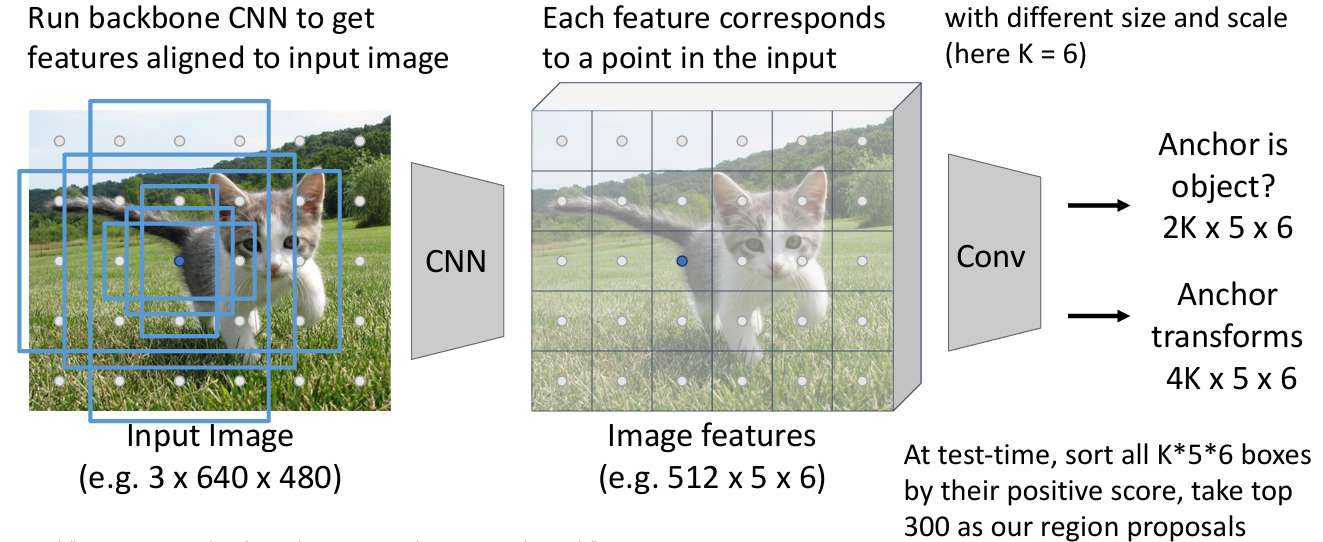 Run backbone CNN to get
features aligned to input image
Each feature corresponds
to a point in the input
with different size and scale
(here K = 6)
CNN
Conv
Anchor is
object?
2K x 5 x 6
Anchor
transforms
4K x 5 x 6
Input Image
(e.g. 3 x 640 x 480)
Image features
(e.g. 512 x 5 x 6)
At test-time, sort all K*5*6 boxes
by their positive score, take top
300 as our region proposals